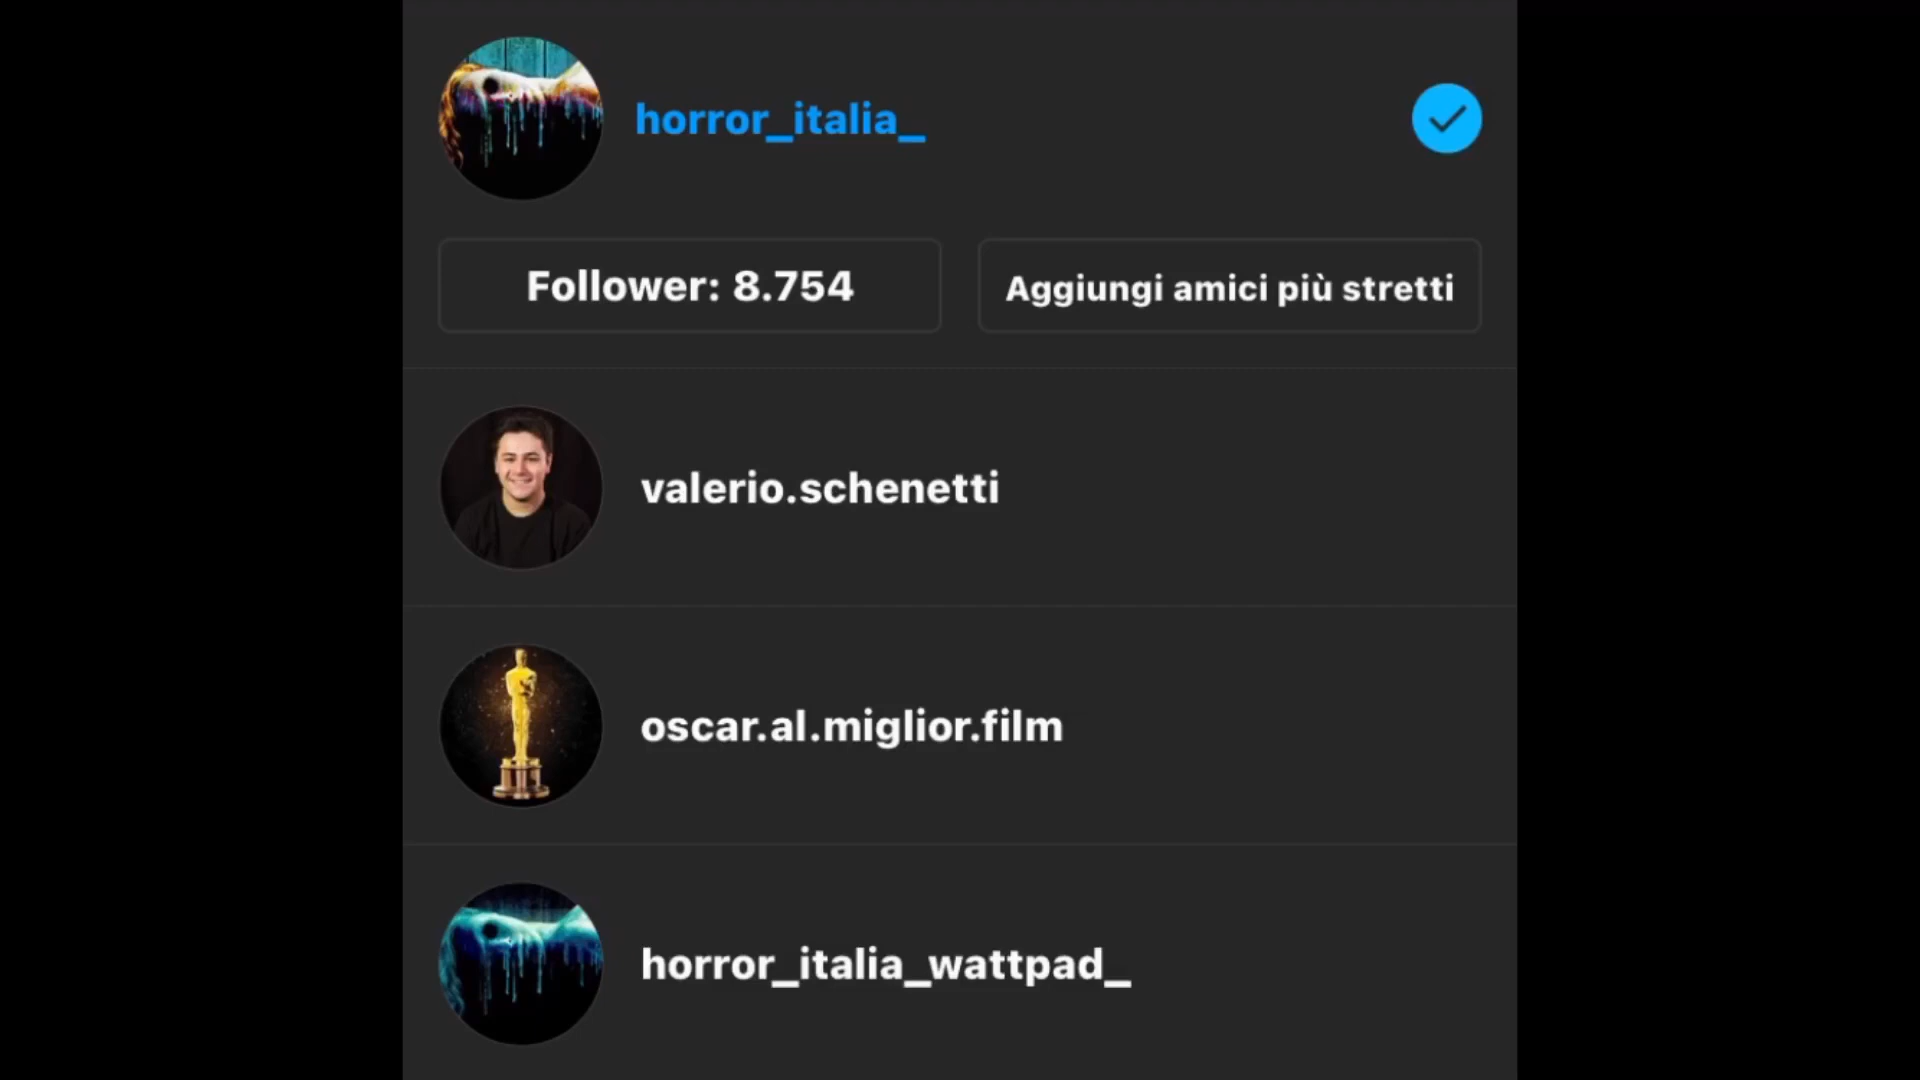 horror_italia_
Follower: 8.754
Aggiungi amici più stretti
valerio.schenetti
oscar.al.miglior.film
horror_italia_wattpad_